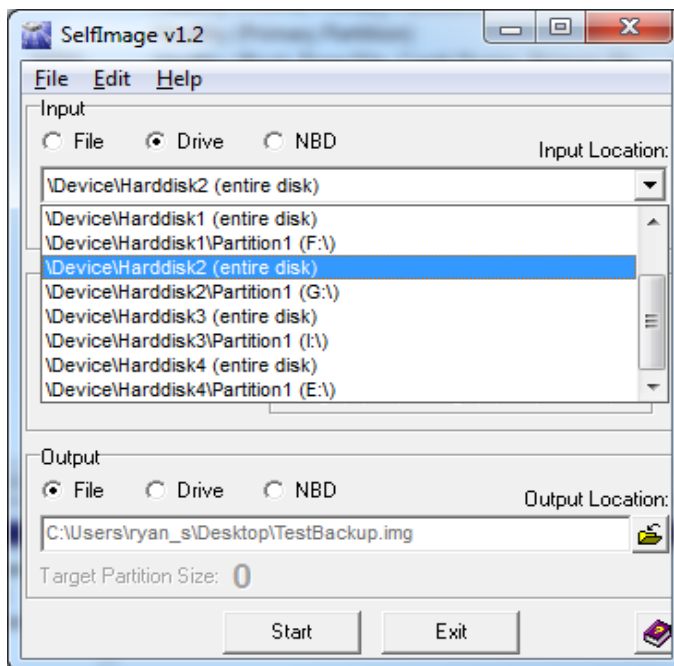 SelfImage v1.2
File Edit Help
Input
File Drive NBD
Input Location:
\Device\Harddisk2 (entire disk)
\Device\Harddisk1 (entire disk)
\Device\Harddisk1\Partition1 (F:\)
\Device\Harddisk2 (entire disk)
\Device\Harddisk2\Partition1 (G:\)
\Device\Harddisk3 (entire disk)
\Device\Harddisk3\Partition1 (I:\)
\Device\Harddisk4 (entire disk)
\Device\Harddisk4\Partition1 (E:\)
Output
File Drive NBD
Output Location:
C:\Users\ryan_s\Desktop\TestBackup.img
Target Partition Size: 0
Start Exit